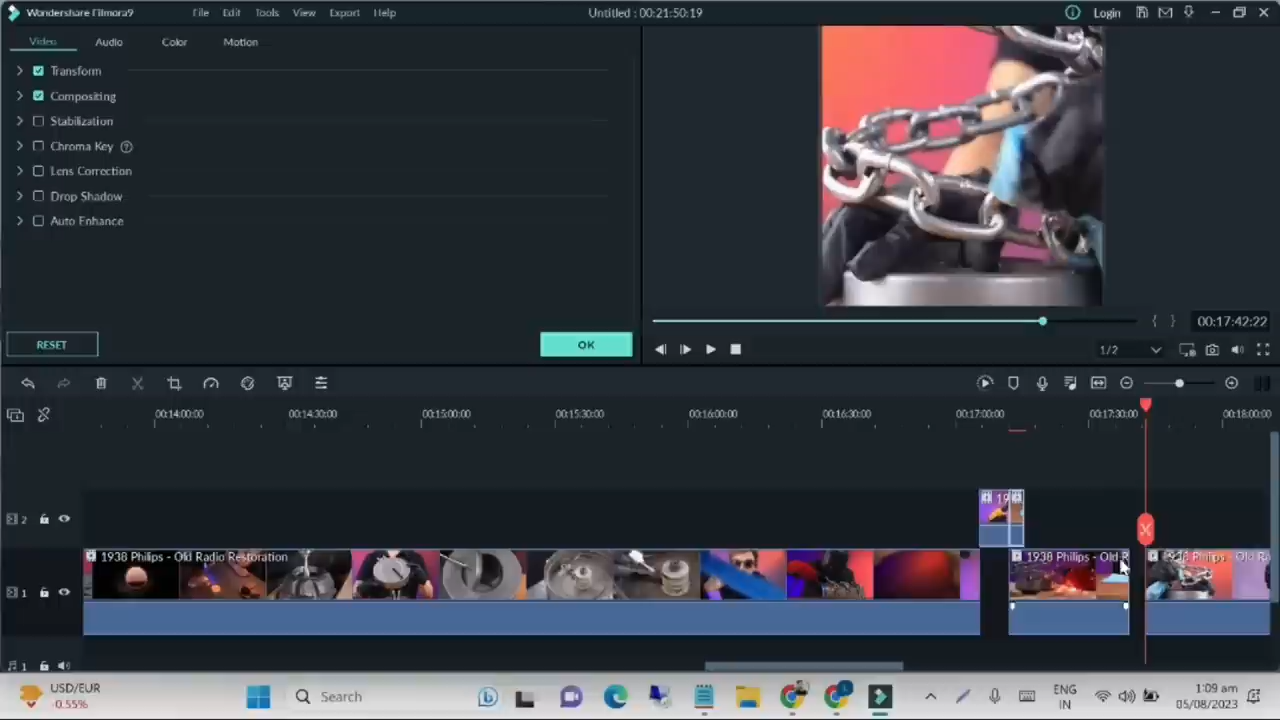 Wondershare Filmora9 File Edit Tools View Export Help Untitled : 00:21:50:19 Login
Video Audio Color Motion
Transform
Compositing
Stabilization
Chroma Key ?
Lens Correction
Drop Shadow
Auto Enhance
{ } 00:17:42:22
RESET OK 1/2
00:14:00:00 00:14:30:00 00:15:00:00 00:15:30:00 00:16:00:00 00:16:30:00 00:17:00:00 00:17:30:00 00:18:00:00
2 19
1938 Philips - Old Radio Restoration 1938 Philips - Old R 1938 Philips - Old Ra
1
1
USD/EUR
-0.55%
Search
ENG
IN
1:09 am
05/08/2023